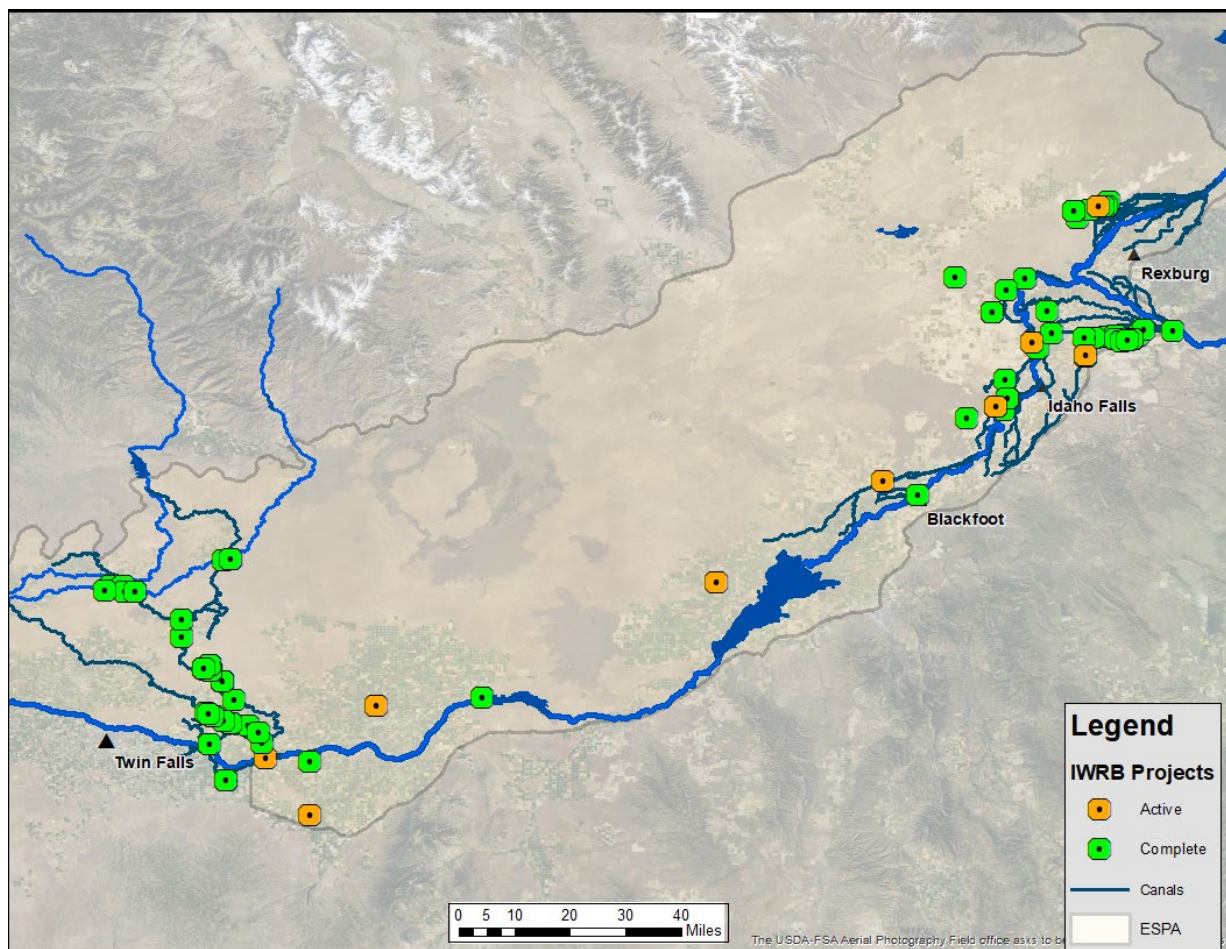 Rexburg
Idaho Falls
Blackfoot
Twin Falls
Legend
IWRB Projects
Active
Complete
Canals
ESPA
0 5 10 20 30 40
Miles
The USDA-FSA Aerial Photography Field office asks to